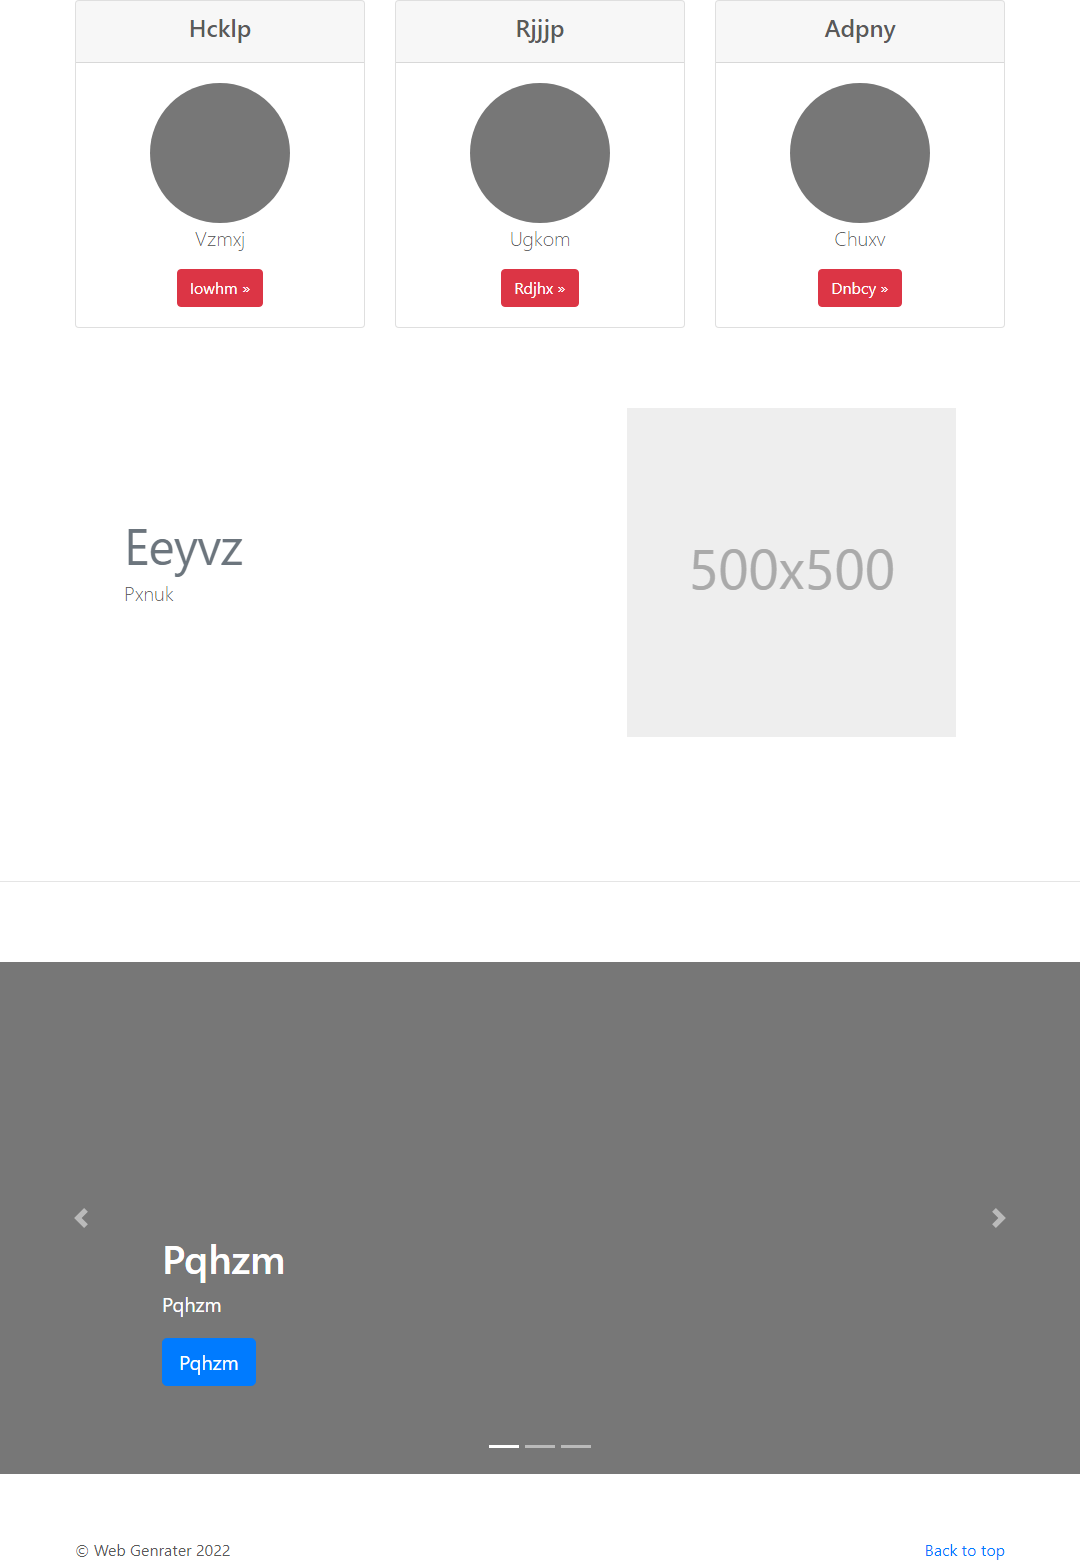 Hcklp
Vzmxj
Iowhm »
Rjjjp
Ugkom
Rdjhx »
Adpny
Chuxv
Dnbcy »
Eeyvz
Pxnuk
500x500
Pqhzm
Pqhzm
Pqhzm
© Web Genrater 2022
Back to top